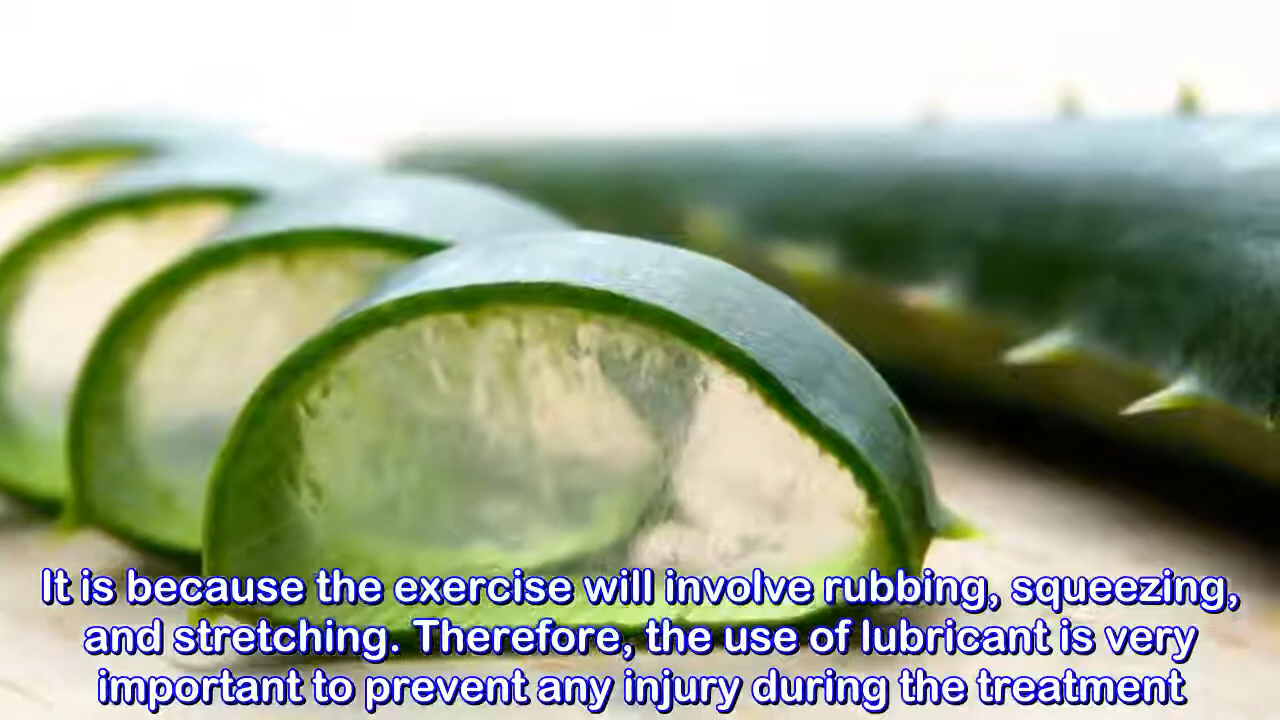 It is because the exercise will involve rubbing, squeezing,
and stretching. Therefore, the use of lubricant is very
important to prevent any injury during the treatment